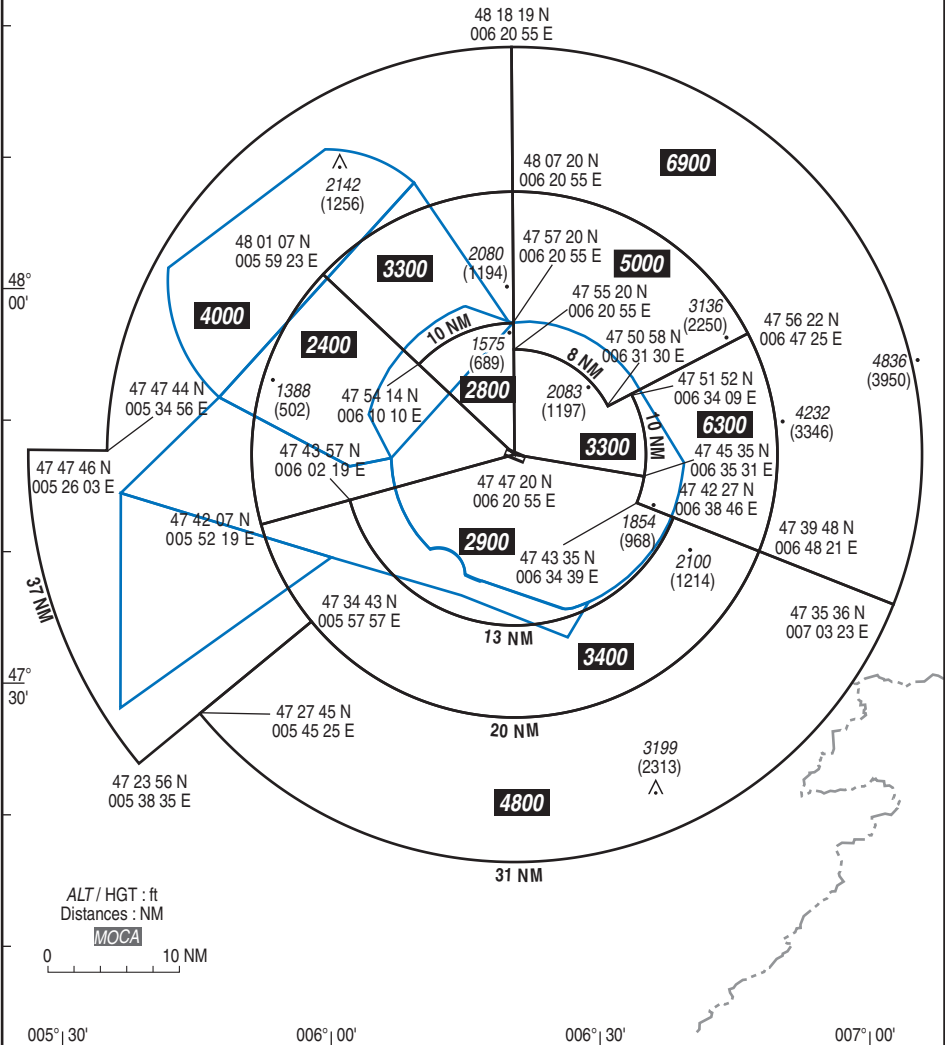 48 18 19 N
006 20 55 E
6900
48 07 20 N
006 20 55 E
2142
(1256)
48 01 07 N
005 59 23 E
3300
2080
(1194)
47 57 20 N
006 20 55 E
5000
48°
00'
4000
2400
10 NM
1575
(689)
47 55 20 N
006 20 55 E
3136
(2250)
47 56 22 N
006 47 25 E
8 NM
47 50 58 N
006 31 30 E
4836
(3950)
47 47 44 N
005 34 56 E
1388
(502)
47 54 14 N
006 10 10 E
2800
2083
(1197)
47 51 52 N
006 34 09 E
10 NM
6300
4232
(3346)
3300
47 43 57 N
006 02 19 E
47 45 35 N
006 35 31 E
47 47 46 N
005 26 03 E
47 47 20 N
006 20 55 E
47 42 27 N
006 38 46 E
47 42 07 N
005 52 19 E
2900
1854
(968)
47 39 48 N
006 48 21 E
47 43 35 N
006 34 39 E
2100
(1214)
37 NM
47 34 43 N
005 57 57 E
13 NM
47 35 36 N
007 03 23 E
3400
47°
30'
47 27 45 N
005 45 25 E
20 NM
3199
(2313)
47 23 56 N
005 38 35 E
4800
31 NM
ALT / HGT : ft
Distances : NM
MOCA
0 10 NM
005° 30' 006° 00' 006° 30' 007° 00'